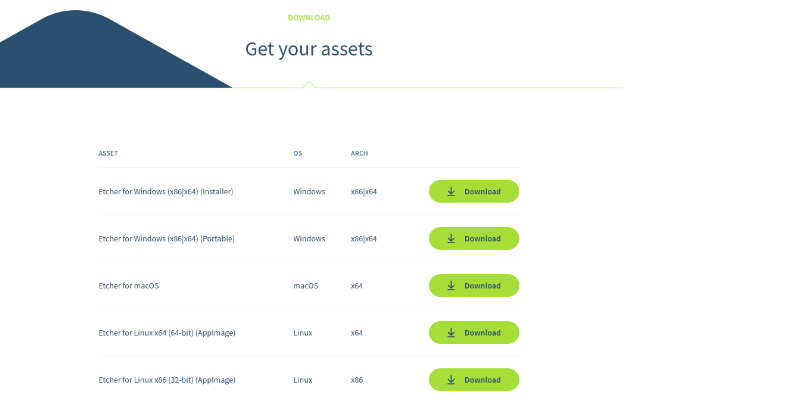 DOWNLOAD
Get your assets
ASSET OS ARCH
Etcher for Windows (x86|x64) (Installer) Windows x86|x64 Download
Etcher for Windows (x86|x64) (Portable) Windows x86|x64 Download
Etcher for macOS macOS x64 Download
Etcher for Linux x64 (64-bit) (AppImage) Linux x64 Download
Etcher for Linux x86 (32-bit) (AppImage) Linux x86 Download